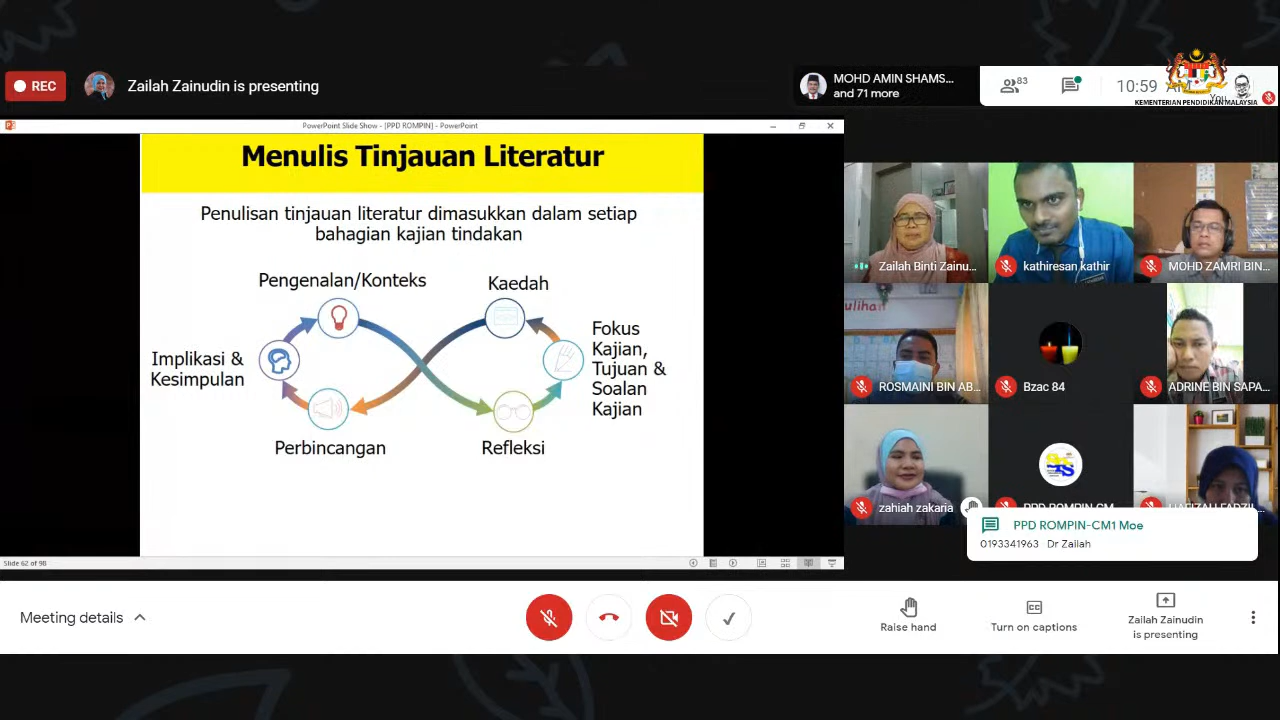 REC
Zailah Zainudin is presenting
MOHD AMIN SHAMS...
and 71 more
83
10:59
You
KEMENTERIAN PENDIDIKAN MALAYSIA
PowerPoint Slide Show - [PPD ROMPIN] - PowerPoint
Menulis Tinjauan Literatur
Penulisan tinjauan literatur dimasukkan dalam setiap
bahagian kajian tindakan
Pengenalan/Konteks
Kaedah
Implikasi &
Kesimpulan
Fokus
Kajian,
Tujuan &
Soalan
Kajian
Perbincangan
Refleksi
Slide 62 of 98
Zailah Binti Zainu...
kathiresan kathir
MOHD ZAMRI BIN...
ulihan
ROSMAINI BIN AB...
Bzac 84
ADRINE BIN SAPA...
zahiah zakaria
PPD ROMPIN-CM1 Moe
0193341963 Dr Zailah
Meeting details
Raise hand
Turn on captions
Zailah Zainudin
is presenting